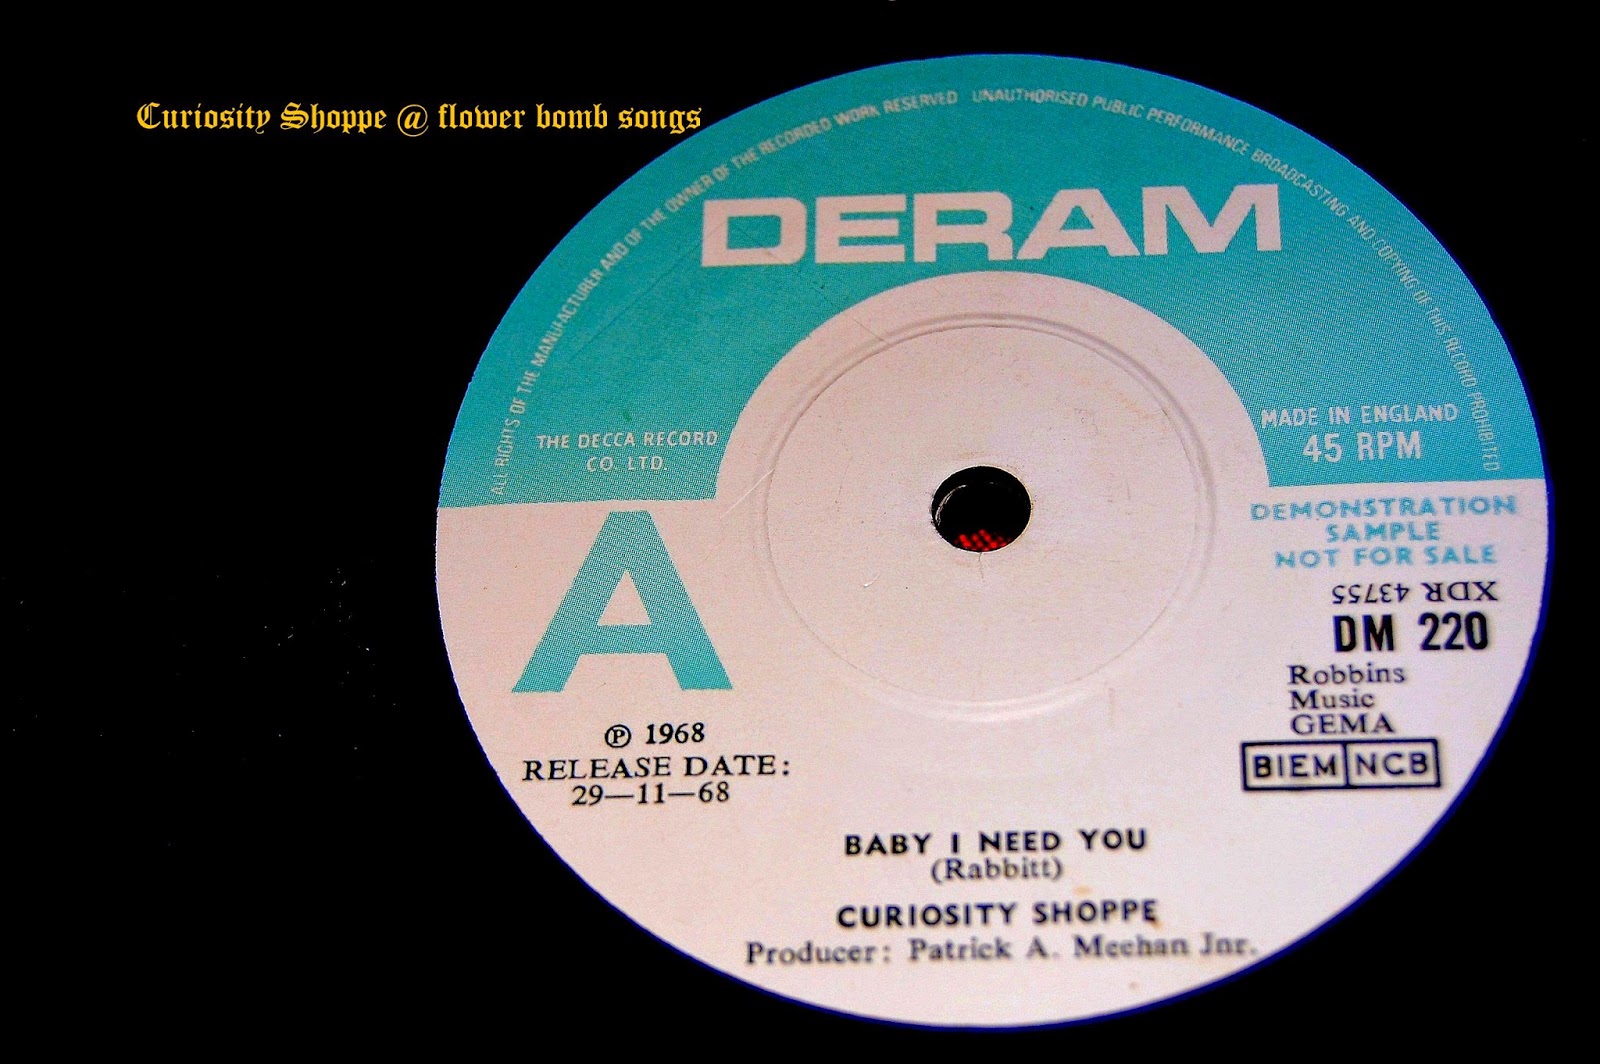 Curiosity Shoppe @ flower bomb songs
ALL RIGHTS OF THE MANUFACTURER AND OF THE OWNER OF THE RECORDED WORK RESERVED UNAUTHORISED PUBLIC PERFORMANCE BROADCASTING AND COPYING OF THIS RECORD PROHIBITED
DERAM
THE DECCA RECORD
CO. LTD.
MADE IN ENGLAND
45 RPM
A
DEMONSTRATION
SAMPLE
NOT FOR SALE
XDR 43755
DM 220
Robbins
Music
GEMA
BIEM NCB
℗ 1968
RELEASE DATE:
29—11—68
BABY I NEED YOU
(Rabbitt)
CURIOSITY SHOPPE
Producer: Patrick A. Meehan Jnr.